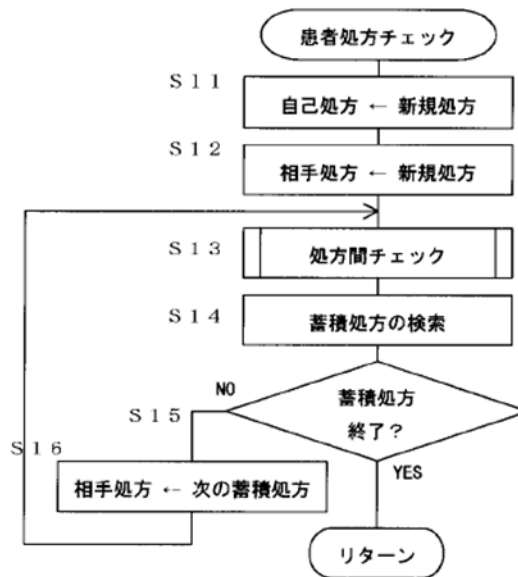 患者処方チェック
S11
自己処方 ← 新規処方
S12
相手処方 ← 新規処方
S13
処方間チェック
S14
蓄積処方の検索
NO
S15
蓄積処方
終了?
S16
YES
相手処方 ← 次の蓄積処方
リターン